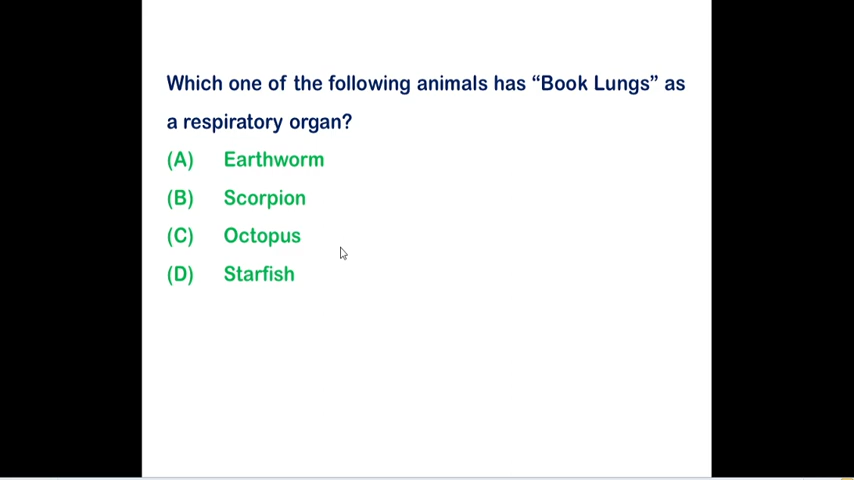 Which one of the following animals has “Book Lungs” as
a respiratory organ?
(A) Earthworm
(B) Scorpion
(C) Octopus
(D) Starfish